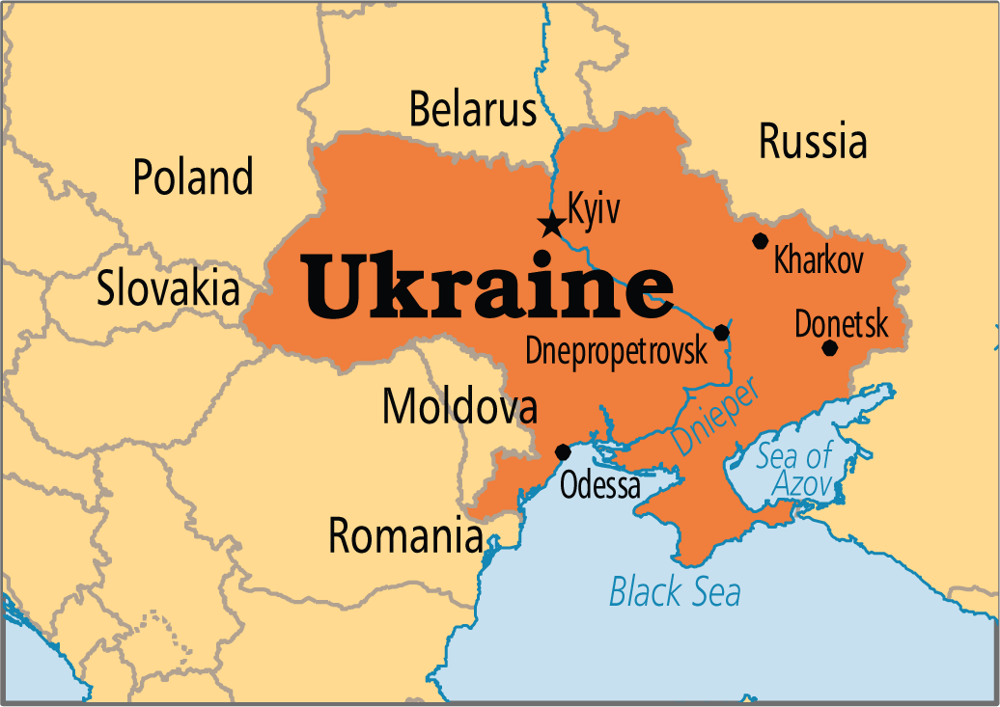 Belarus
Russia
Poland
Kyiv
Kharkov
Slovakia
Ukraine
Donetsk
Dnepropetrovsk
Moldova
Dnieper
Sea of
Azov
Odessa
Romania
Black Sea